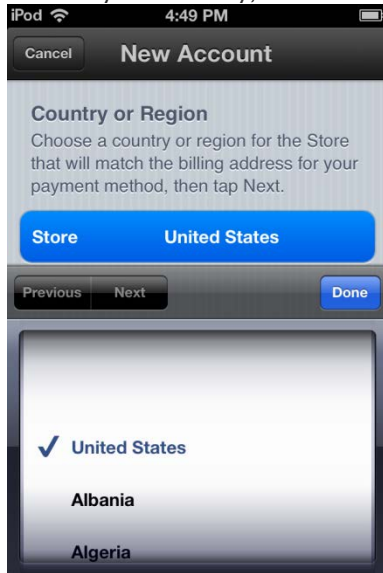 iPod 4:49 PM
Cancel New Account
Country or Region
Choose a country or region for the Store
that will match the billing address for your
payment method, then tap Next.
Store United States
Previous Next Done
United States
Albania
Algeria